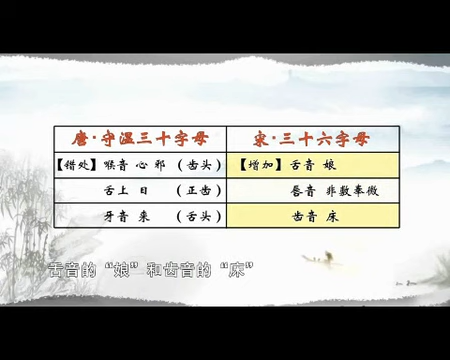 唐·守温三十字母 宋·三十六字母
【错处】喉音 心 邪 （齿头） 【增加】舌音 娘
舌上 日 （正齿） 唇音 非敷奉微
牙音 来 （舌头） 齿音 床
舌音的“娘”和齿音的“床”